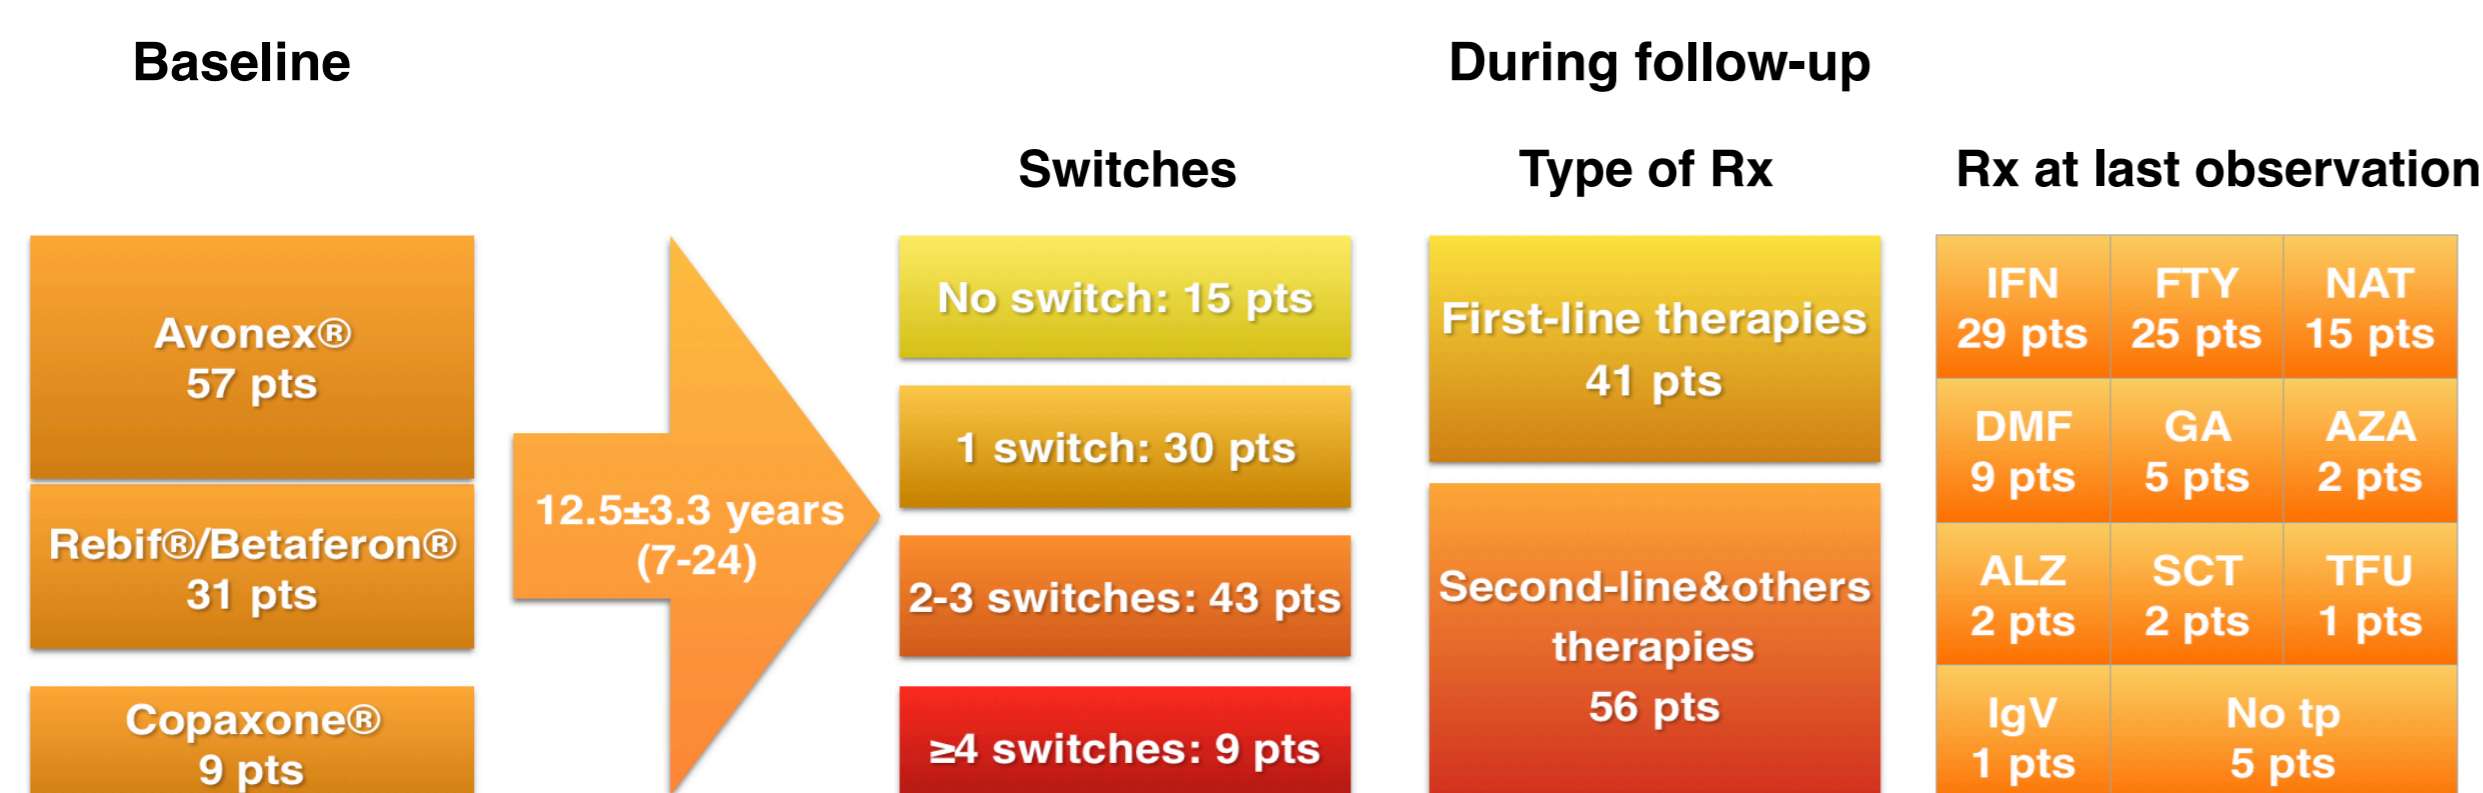 Baseline
During follow-up
Switches
Type of Rx
Rx at last observation
Avonex®
57 pts
Rebif®/Betaferon®
31 pts
Copaxone®
9 pts
12.5±3.3 years
(7-24)
No switch: 15 pts
1 switch: 30 pts
2-3 switches: 43 pts
≥4 switches: 9 pts
First-line therapies
41 pts
Second-line&others
therapies
56 pts
IFN
29 pts
FTY
25 pts
NAT
15 pts
DMF
9 pts
GA
5 pts
AZA
2 pts
ALZ
2 pts
SCT
2 pts
TFU
1 pts
IgV
1 pts
No tp
5 pts